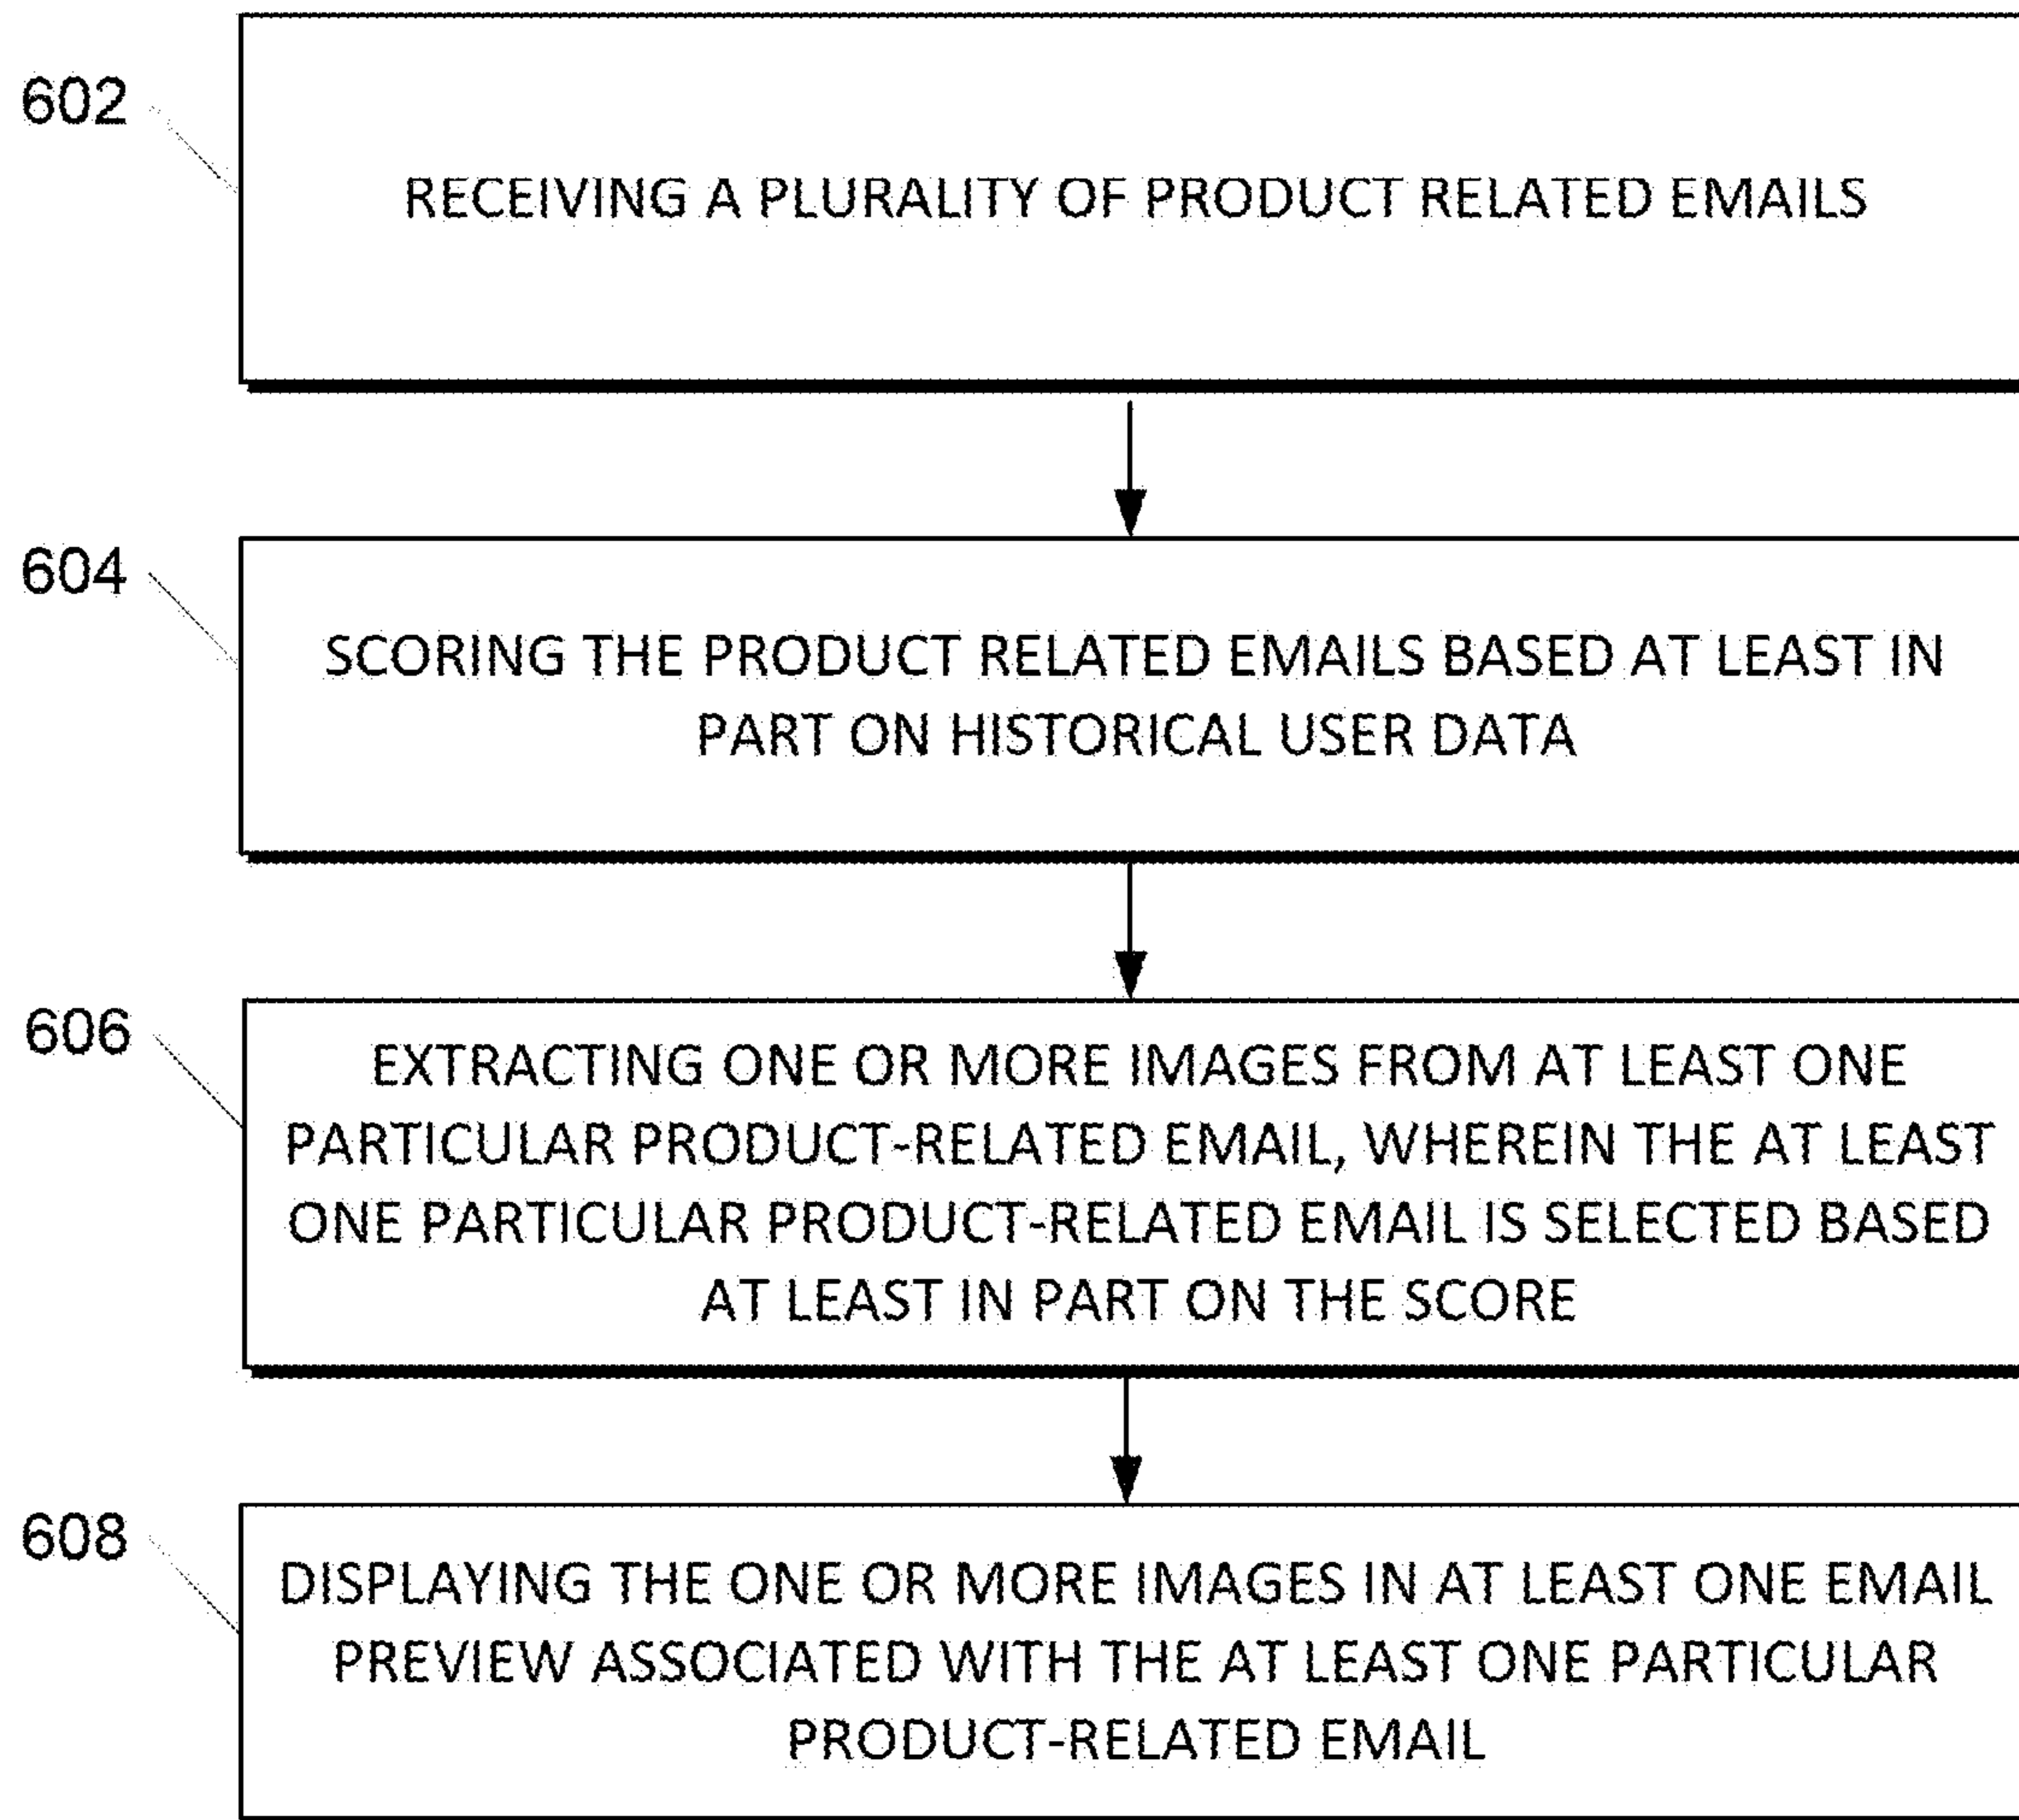 602
RECEIVING A PLURALITY OF PRODUCT RELATED EMAILS
604
SCORING THE PRODUCT RELATED EMAILS BASED AT LEAST IN
PART ON HISTORICAL USER DATA
606
EXTRACTING ONE OR MORE IMAGES FROM AT LEAST ONE
PARTICULAR PRODUCT-RELATED EMAIL, WHEREIN THE AT LEAST
ONE PARTICULAR PRODUCT-RELATED EMAIL IS SELECTED BASED
AT LEAST IN PART ON THE SCORE
608
DISPLAYING THE ONE OR MORE IMAGES IN AT LEAST ONE EMAIL
PREVIEW ASSOCIATED WITH THE AT LEAST ONE PARTICULAR
PRODUCT-RELATED EMAIL